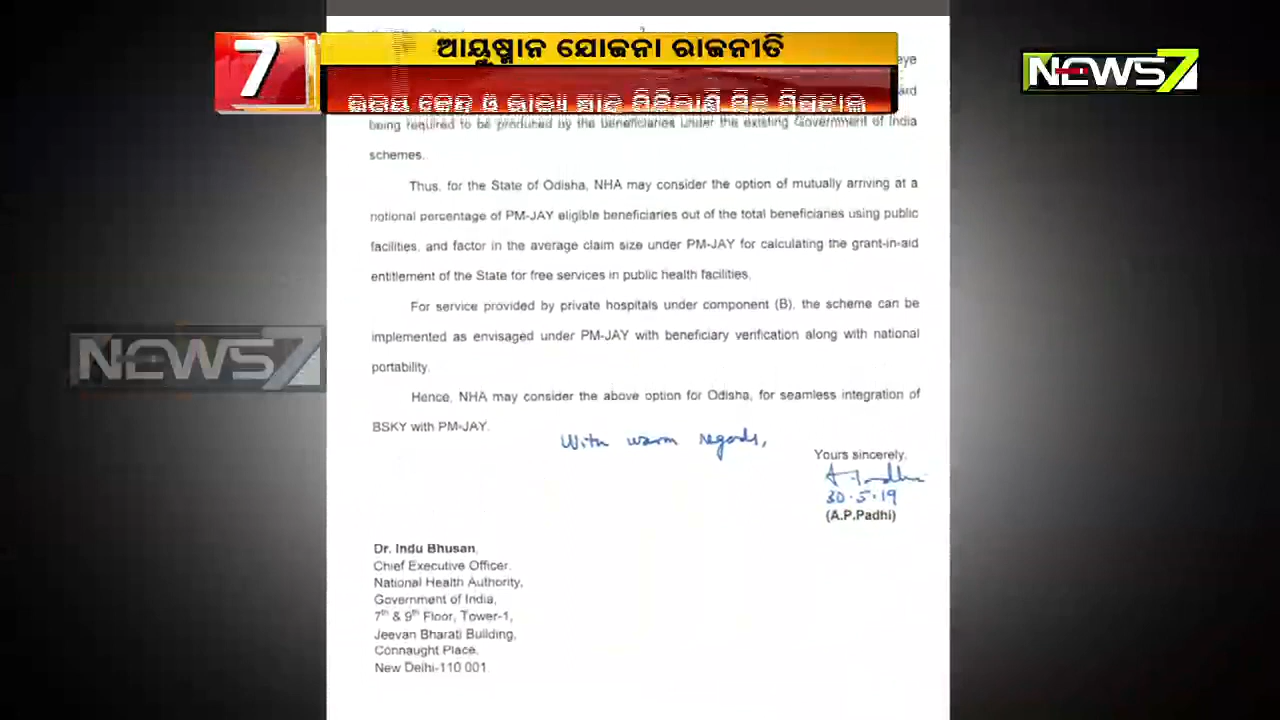 7
ଆୟୁଷ୍ମାନ ଯୋଜନା ରାଜନୀତି
NEWS7
eye
ard
being required to be produced by the beneficiaries under the existing Government of India
schemes.
Thus, for the State of Odisha, NHA may consider the option of mutually arriving at a
notional percentage of PM-JAY eligible beneficiaries out of the total beneficiaries using public
facilities, and factor in the average claim size under PM-JAY for calculating the grant-in-aid
entitlement of the State for free services in public health facilities.
For service provided by private hospitals under component (B), the scheme can be
implemented as envisaged under PM-JAY with beneficiary verification along with national
portability.
NEWS7
Hence, NHA may consider the above option for Odisha, for seamless integration of
BSKY with PM-JAY.
With warm regards,
Yours sincerely,
30.5.19
(A.P.Padhi)
Dr. Indu Bhusan,
Chief Executive Officer,
National Health Authority,
Government of India,
7th & 9th Floor, Tower-1,
Jeevan Bharati Building,
Connaught Place,
New Delhi-110 001